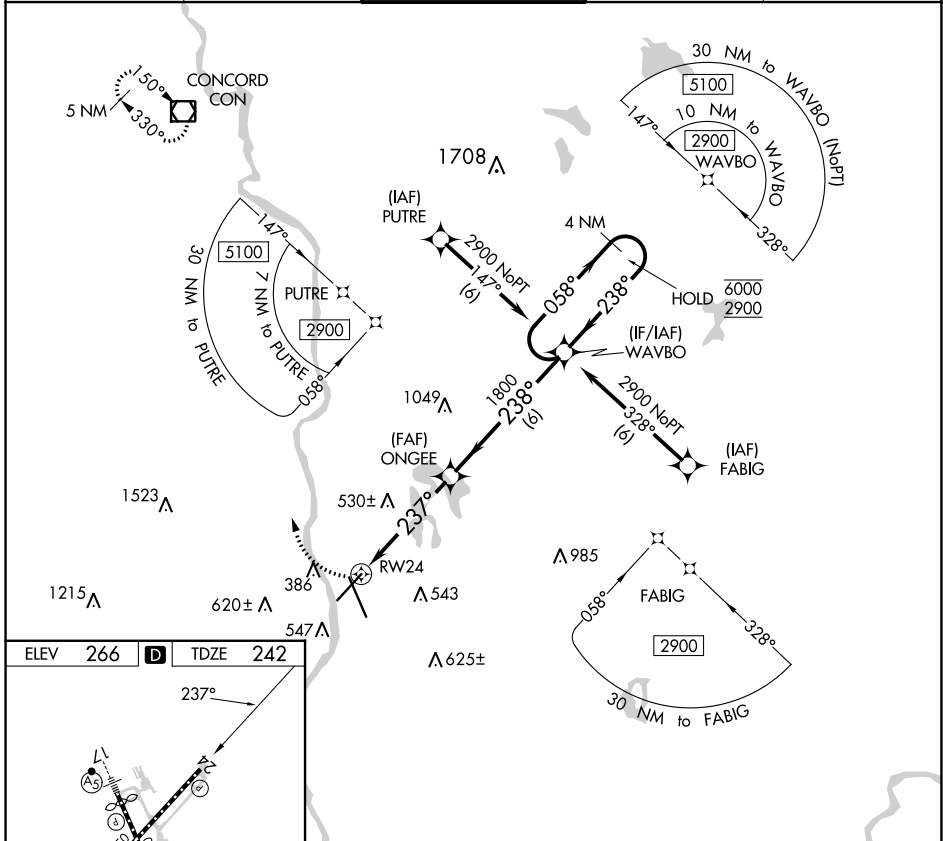 CONCORD
CON
150°
330°
5 NM
30 NM to WAVBO (NoPT)
5100
10 NM to WAVBO
2900
147°
WAVBO
328°
1708
(IAF)
PUTRE
2900 NoPT
147°
(6)
4 NM
058°
238°
HOLD
6000
2900
(IF/IAF)
WAVBO
147°
5100
30 NM to PUTRE
7 NM to PUTRE
PUTRE
2900
058°
1049
1800
238°
(6)
2900 NoPT
328°
(6)
(IAF)
FABIG
(FAF)
ONGEE
1523
530±
237°
RW24
386
985
1215
620±
543
547
625±
058°
FABIG
328°
2900
30 NM to FABIG
ELEV 266 D TDZE 242
237°
17
24
A5
P
P